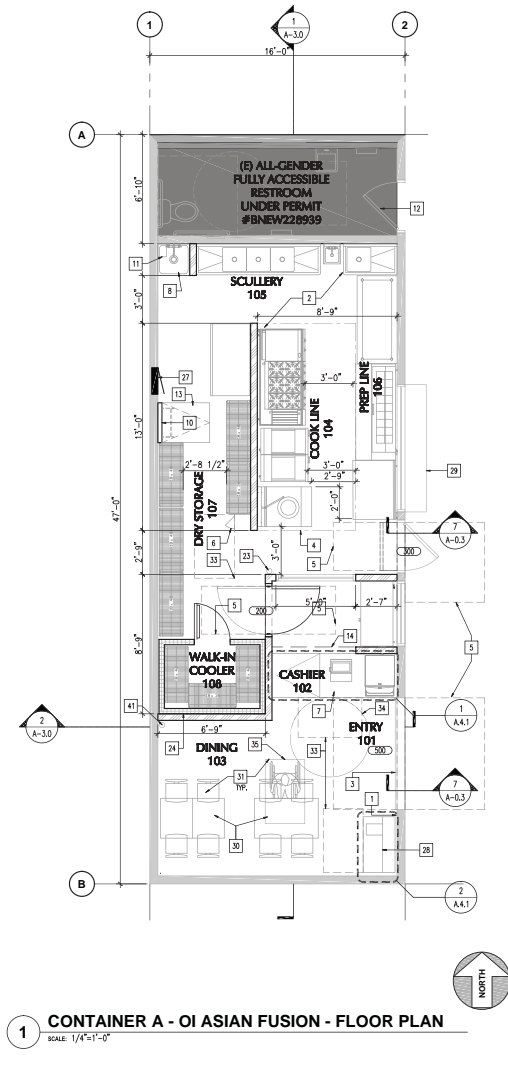 1
2
1
A-3.0
16'-0"
A
6'-10"
(E) ALL-GENDER
FULLY ACCESSIBLE
RESTROOM
UNDER PERMIT
#BNEW228939
12
11
8
SCULLERY
105
2
3'-0"
8'-9"
27
13
10
3'-0"
PREP LINE
106
COOK LINE
104
13'-0"
47'-0"
2'-8 1/2"
3'-0"
2'-9"
2'-0"
29
DRY STORAGE
107
6
4
7
A-0.3
33
23
3'-0"
5
300
2'-9"
200
2'-7"
5
5
14
5
8'-9"
WALK-IN
COOLER
108
CASHIER
102
41
2
A-3.0
7
34
1
A.4.1
6'-9"
ENTRY
101
24
DINING
103
35
33
500
31
TYP.
3
7
A-0.3
1
30
28
B
2
A.4.1
NORTH
1
CONTAINER A - OI ASIAN FUSION - FLOOR PLAN
SCALE: 1/4"=1'-0"